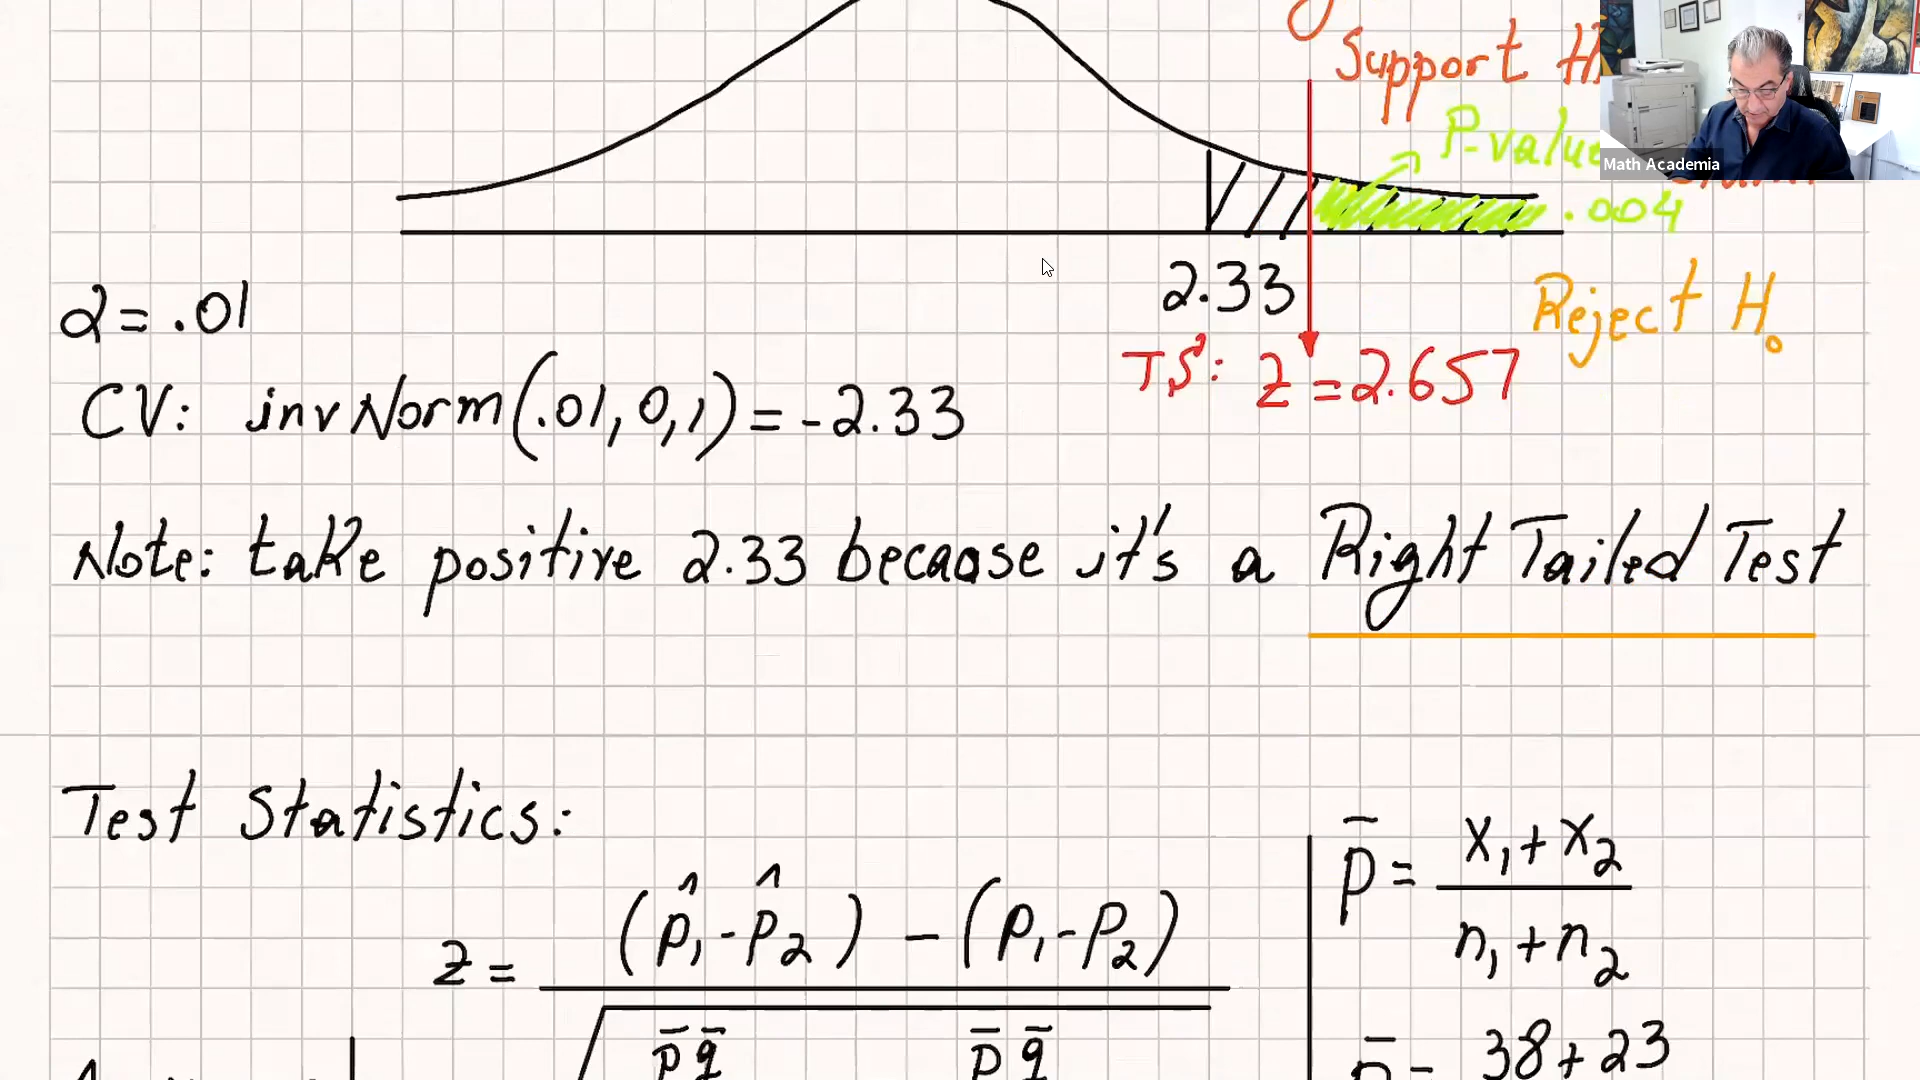 Support
P-value
Math Academia
.004
2.33
α = .01
Reject H₀
T.S: z = 2.657
CV: invNorm(.01, 0, 1) = -2.33
Note: take positive 2.33 because it's a Right Tailed Test
Test Statistics:
z = (p̂₁ - p̂₂) - (p₁ - p₂)
p̄ q̄ p̄ q̄
p̄ = x₁ + x₂
n₁ + n₂
p̄ = 38 + 23